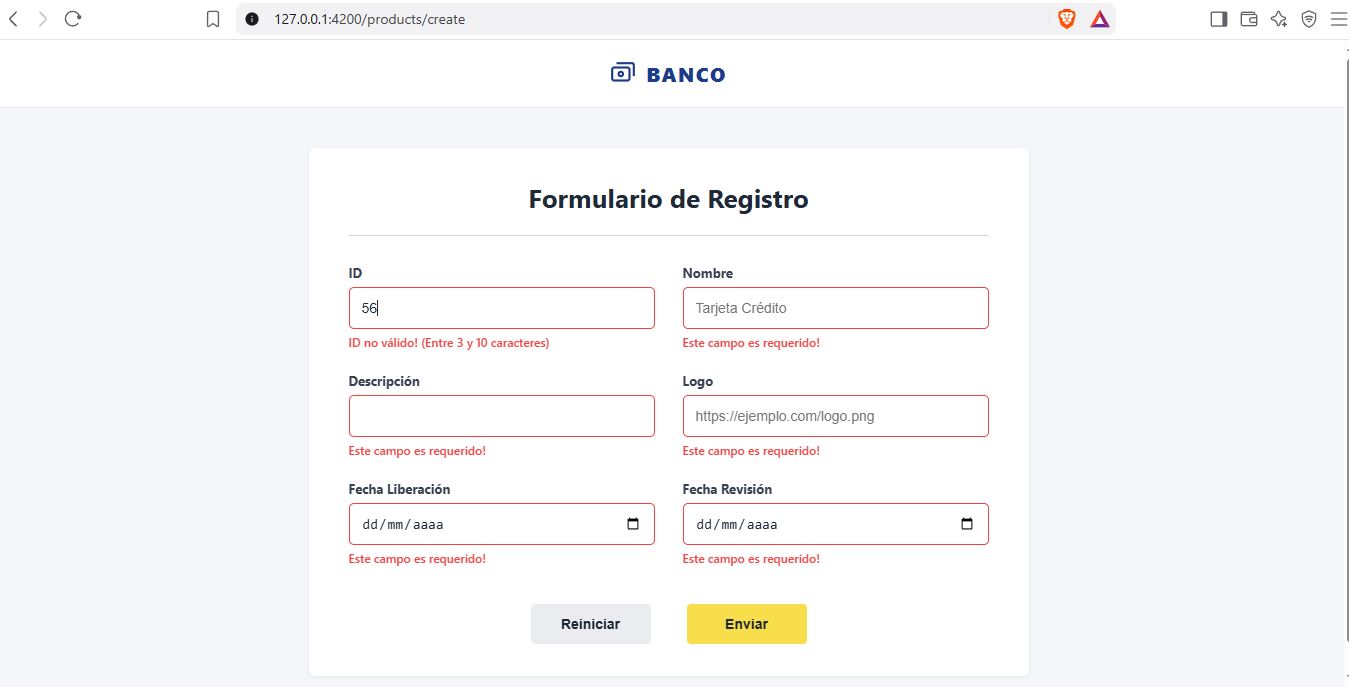 127.0.0.1:4200/products/create
BANCO
Formulario de Registro
ID
Nombre
56
Tarjeta Crédito
ID no válido! (Entre 3 y 10 caracteres)
Este campo es requerido!
Descripción
Logo
https://ejemplo.com/logo.png
Este campo es requerido!
Este campo es requerido!
Fecha Liberación
Fecha Revisión
dd/mm/aaaa
dd/mm/aaaa
Este campo es requerido!
Este campo es requerido!
Reiniciar
Enviar